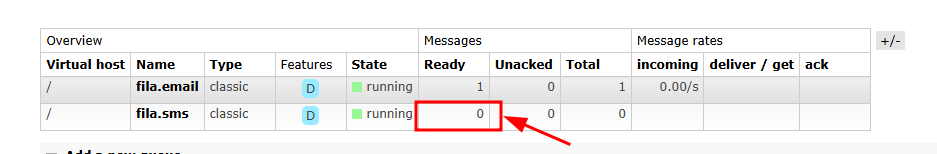 Overview Messages Message rates +/-
Virtual host Name Type Features State Ready Unacked Total incoming deliver / get ack
/ fila.email classic D running 1 0 1 0.00/s
/ fila.sms classic D running 0 0 0
Add a new queue